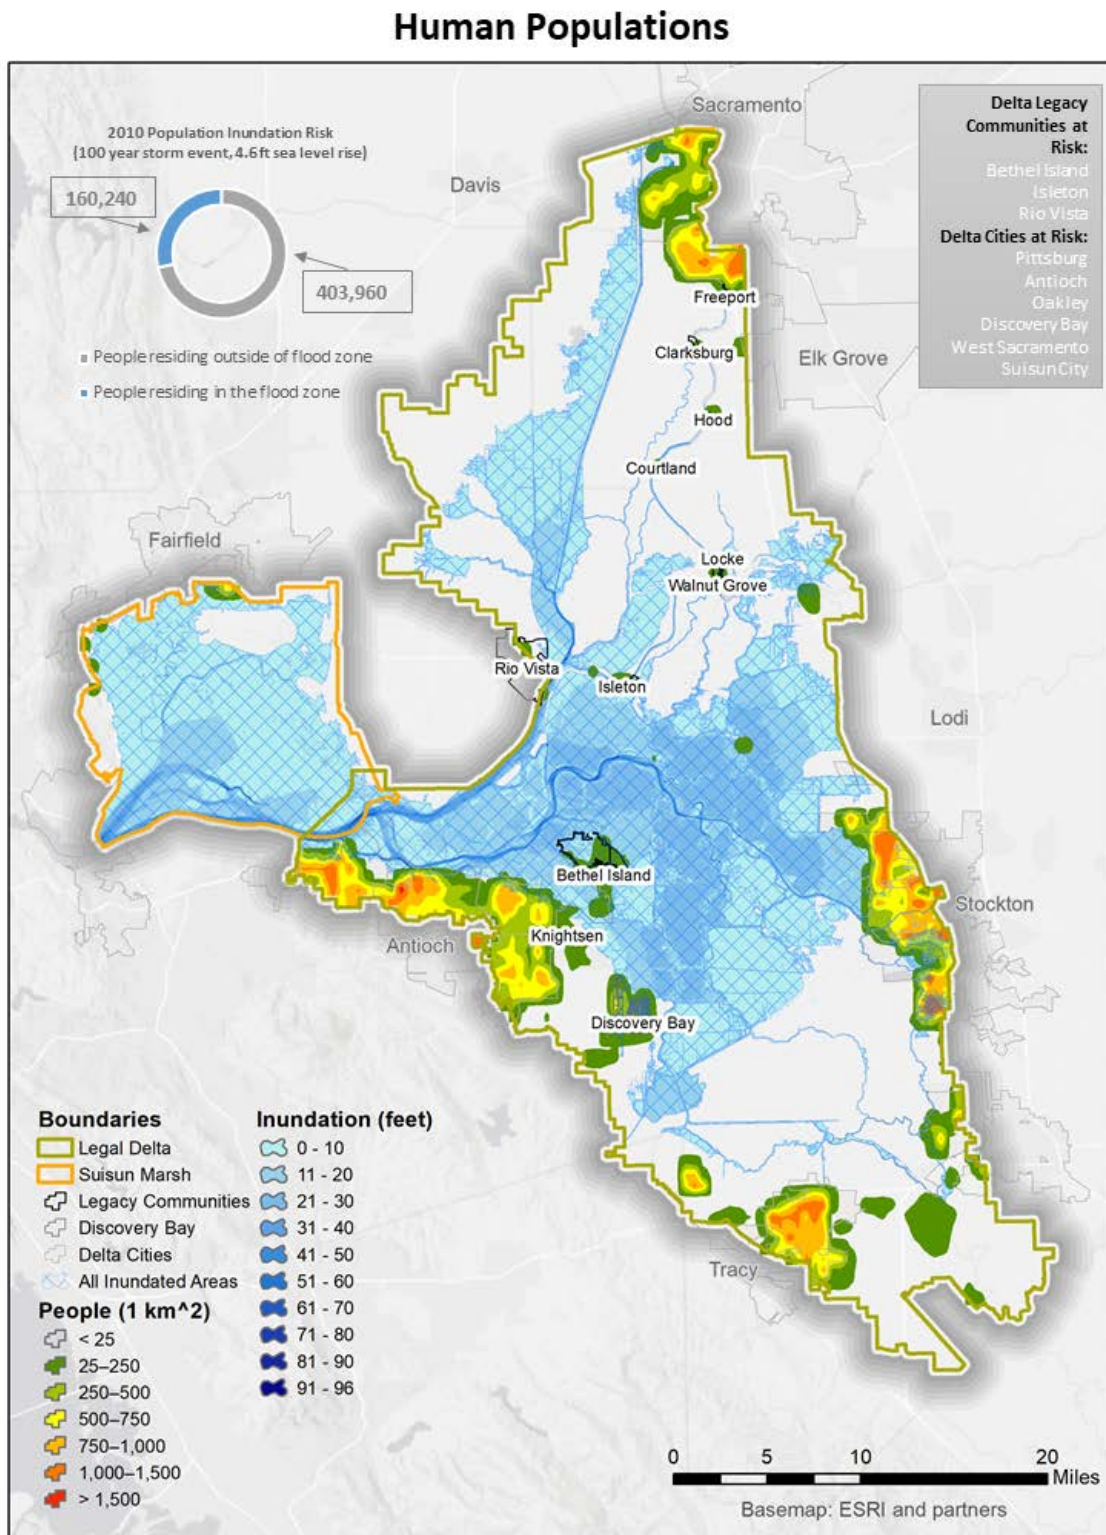 Human Populations
2010 Population Inundation Risk
(100 year storm event, 4.6ft sea level rise)
160,240
403,960
People residing outside of flood zone
People residing in the flood zone
Delta Legacy
Communities at
Risk:
Bethel Island
Isleton
Rio Vista
Delta Cities at Risk:
Pittsburg
Antioch
Oakley
Discovery Bay
West Sacramento
Suisun City
Sacramento
Davis
Freeport
Clarksburg
Elk Grove
Hood
Courtland
Fairfield
Locke
Walnut Grove
Rio Vista
Isleton
Lodi
Bethel Island
Stockton
Knightsen
Antioch
Discovery Bay
Tracy
Boundaries
Legal Delta
Suisun Marsh
Legacy Communities
Discovery Bay
Delta Cities
All Inundated Areas
People (1 km^2)
< 25
25–250
250–500
500–750
750–1,000
1,000–1,500
> 1,500
Inundation (feet)
0 - 10
11 - 20
21 - 30
31 - 40
41 - 50
51 - 60
61 - 70
71 - 80
81 - 90
91 - 96
0 5 10 20
Miles
Basemap: ESRI and partners